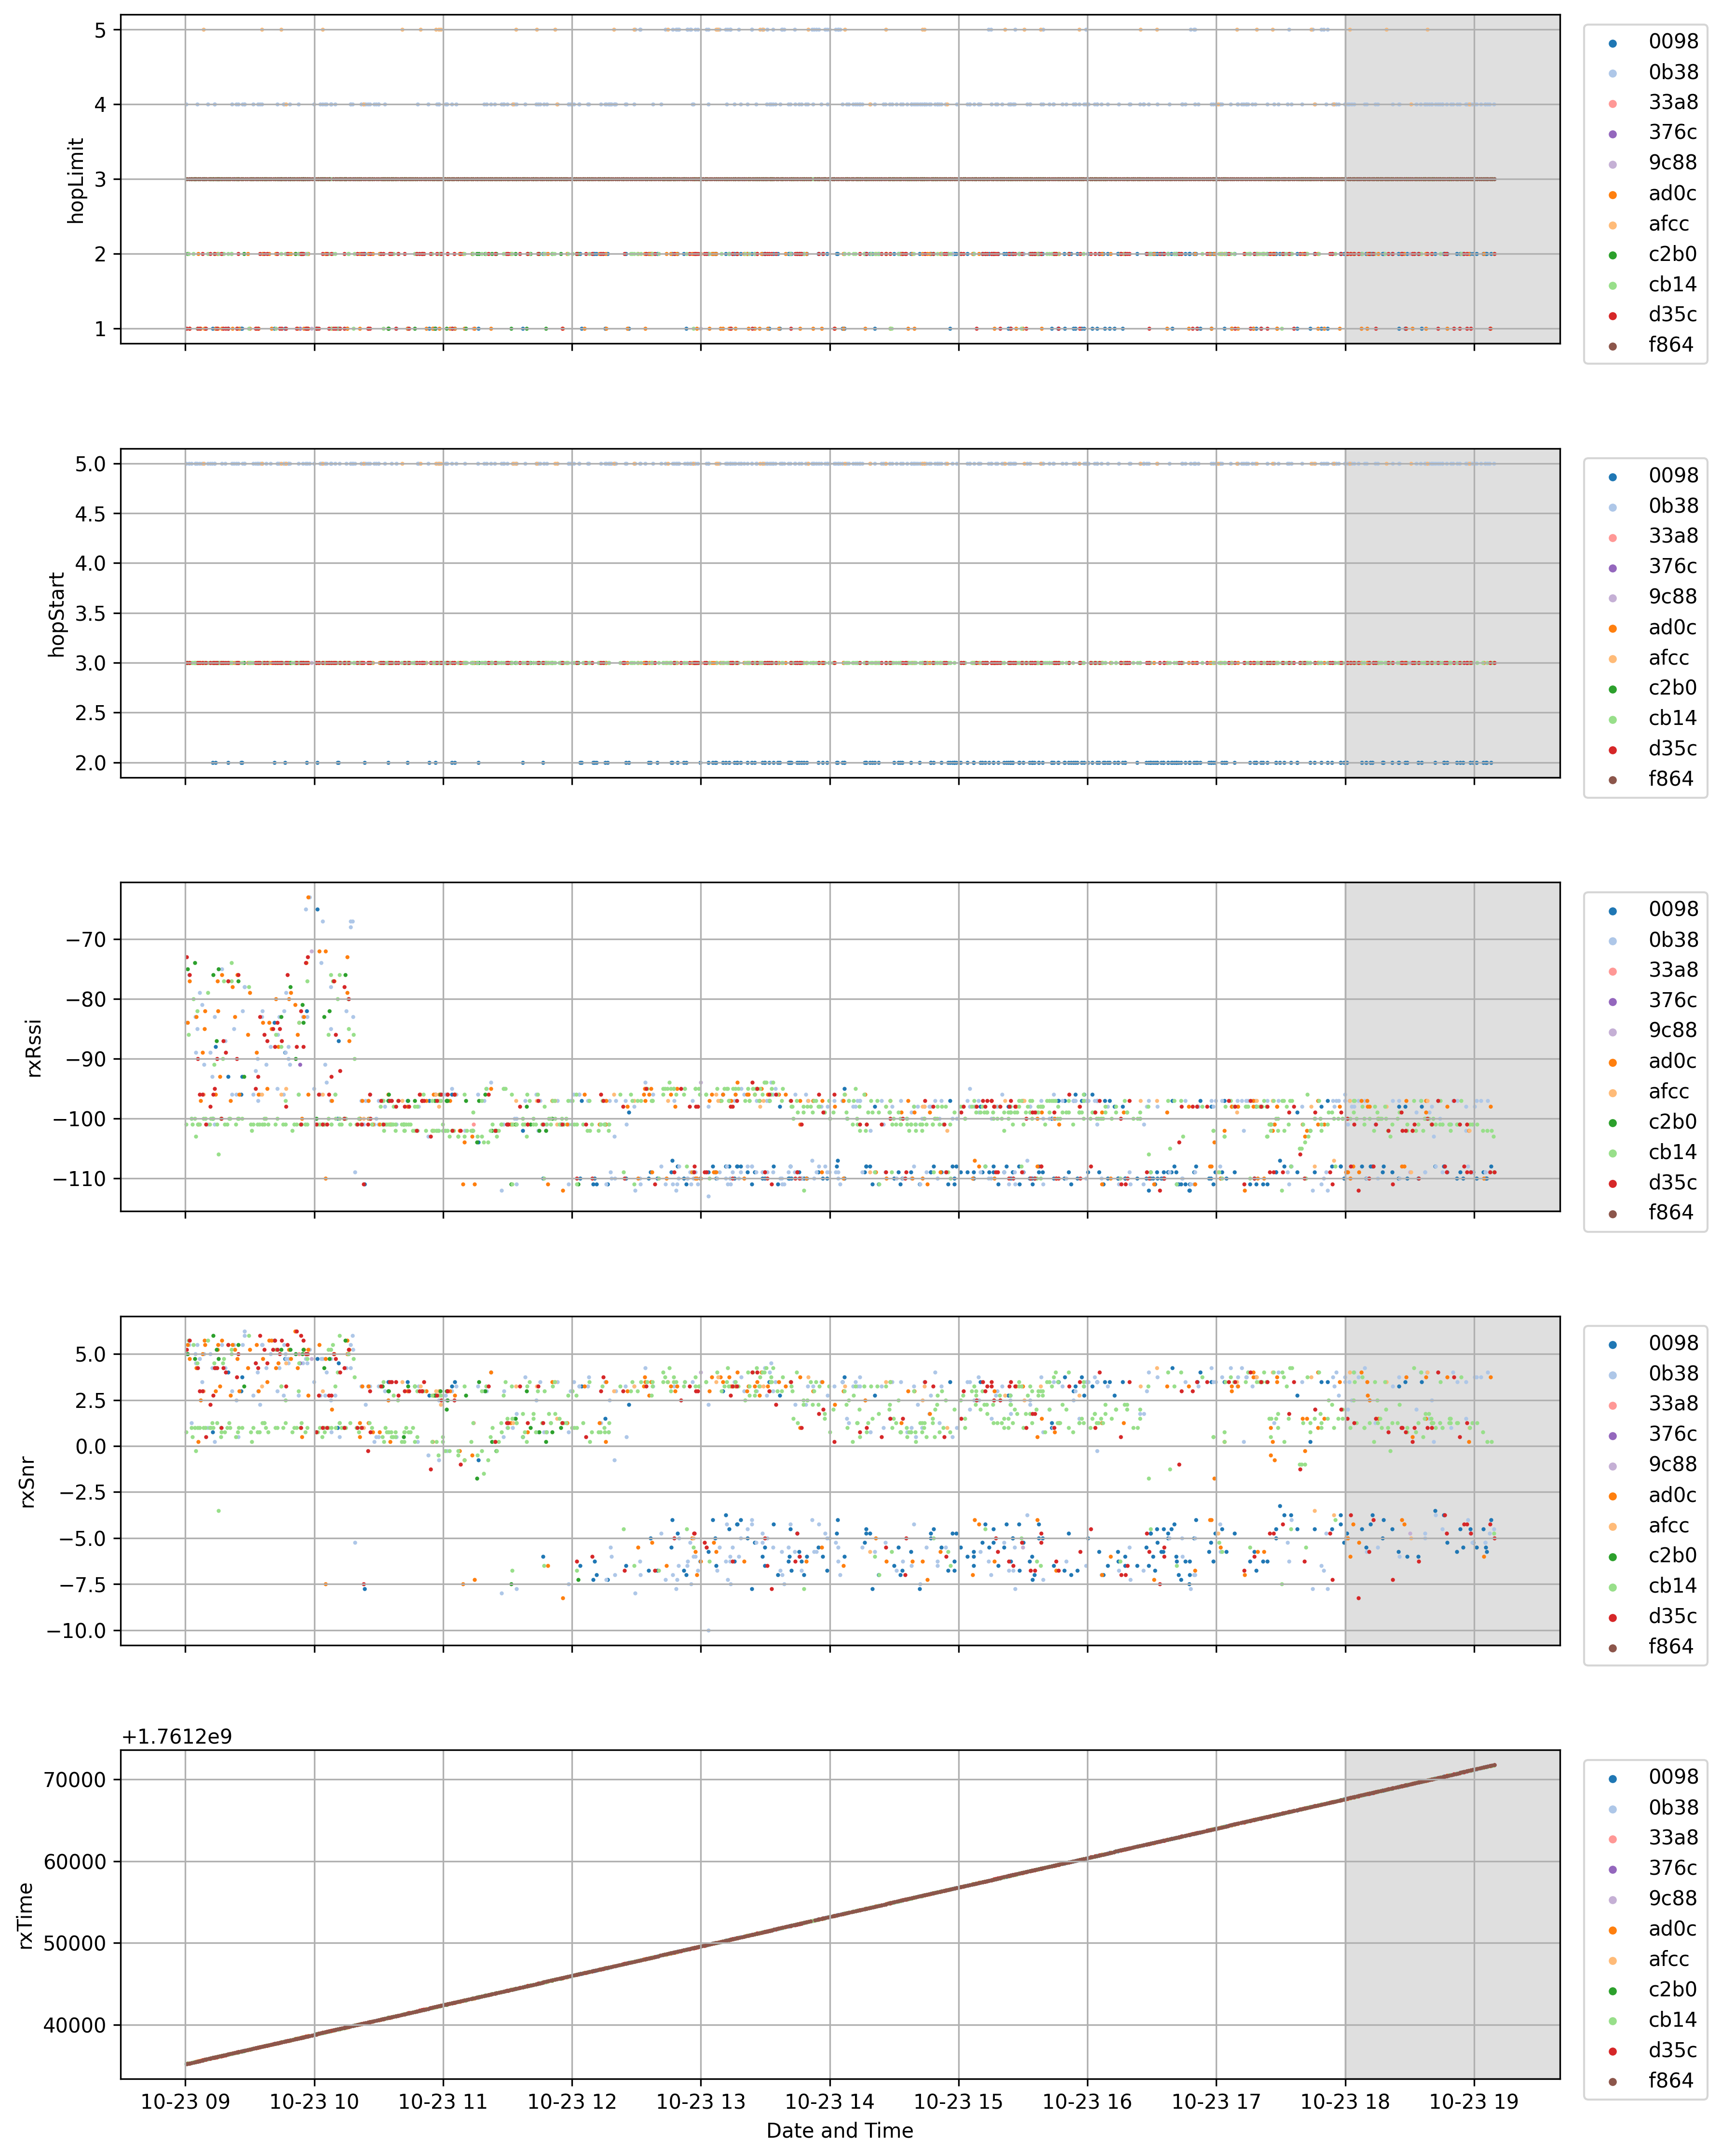 5
4
3
2
1
hopLimit
0098
0b38
33a8
376c
9c88
ad0c
afcc
c2b0
cb14
d35c
f864
5.0
4.5
4.0
3.5
3.0
2.5
2.0
hopStart
0098
0b38
33a8
376c
9c88
ad0c
afcc
c2b0
cb14
d35c
f864
−70
−80
−90
−100
−110
rxRssi
0098
0b38
33a8
376c
9c88
ad0c
afcc
c2b0
cb14
d35c
f864
5.0
2.5
0.0
−2.5
−5.0
−7.5
−10.0
rxSnr
0098
0b38
33a8
376c
9c88
ad0c
afcc
c2b0
cb14
d35c
f864
+1.7612e9
70000
60000
50000
40000
rxTime
0098
0b38
33a8
376c
9c88
ad0c
afcc
c2b0
cb14
d35c
f864
10-23 09 10-23 10 10-23 11 10-23 12 10-23 13 10-23 14 10-23 15 10-23 16 10-23 17 10-23 18 10-23 19
Date and Time